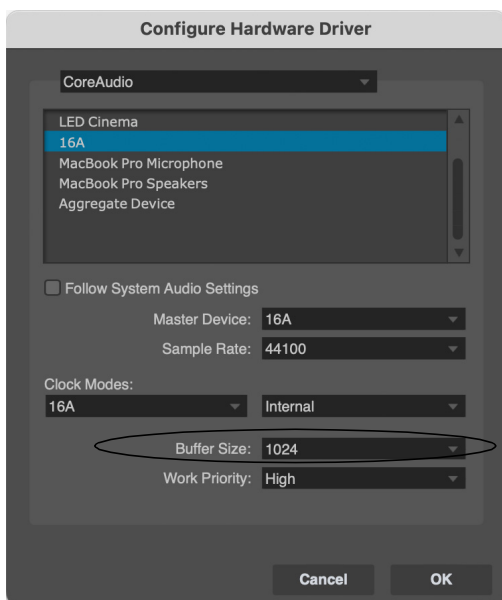 Configure Hardware Driver
CoreAudio
LED Cinema
16A
MacBook Pro Microphone
MacBook Pro Speakers
Aggregate Device
Follow System Audio Settings
Master Device: 16A
Sample Rate: 44100
Clock Modes:
16A Internal
Buffer Size: 1024
Work Priority: High
Cancel OK